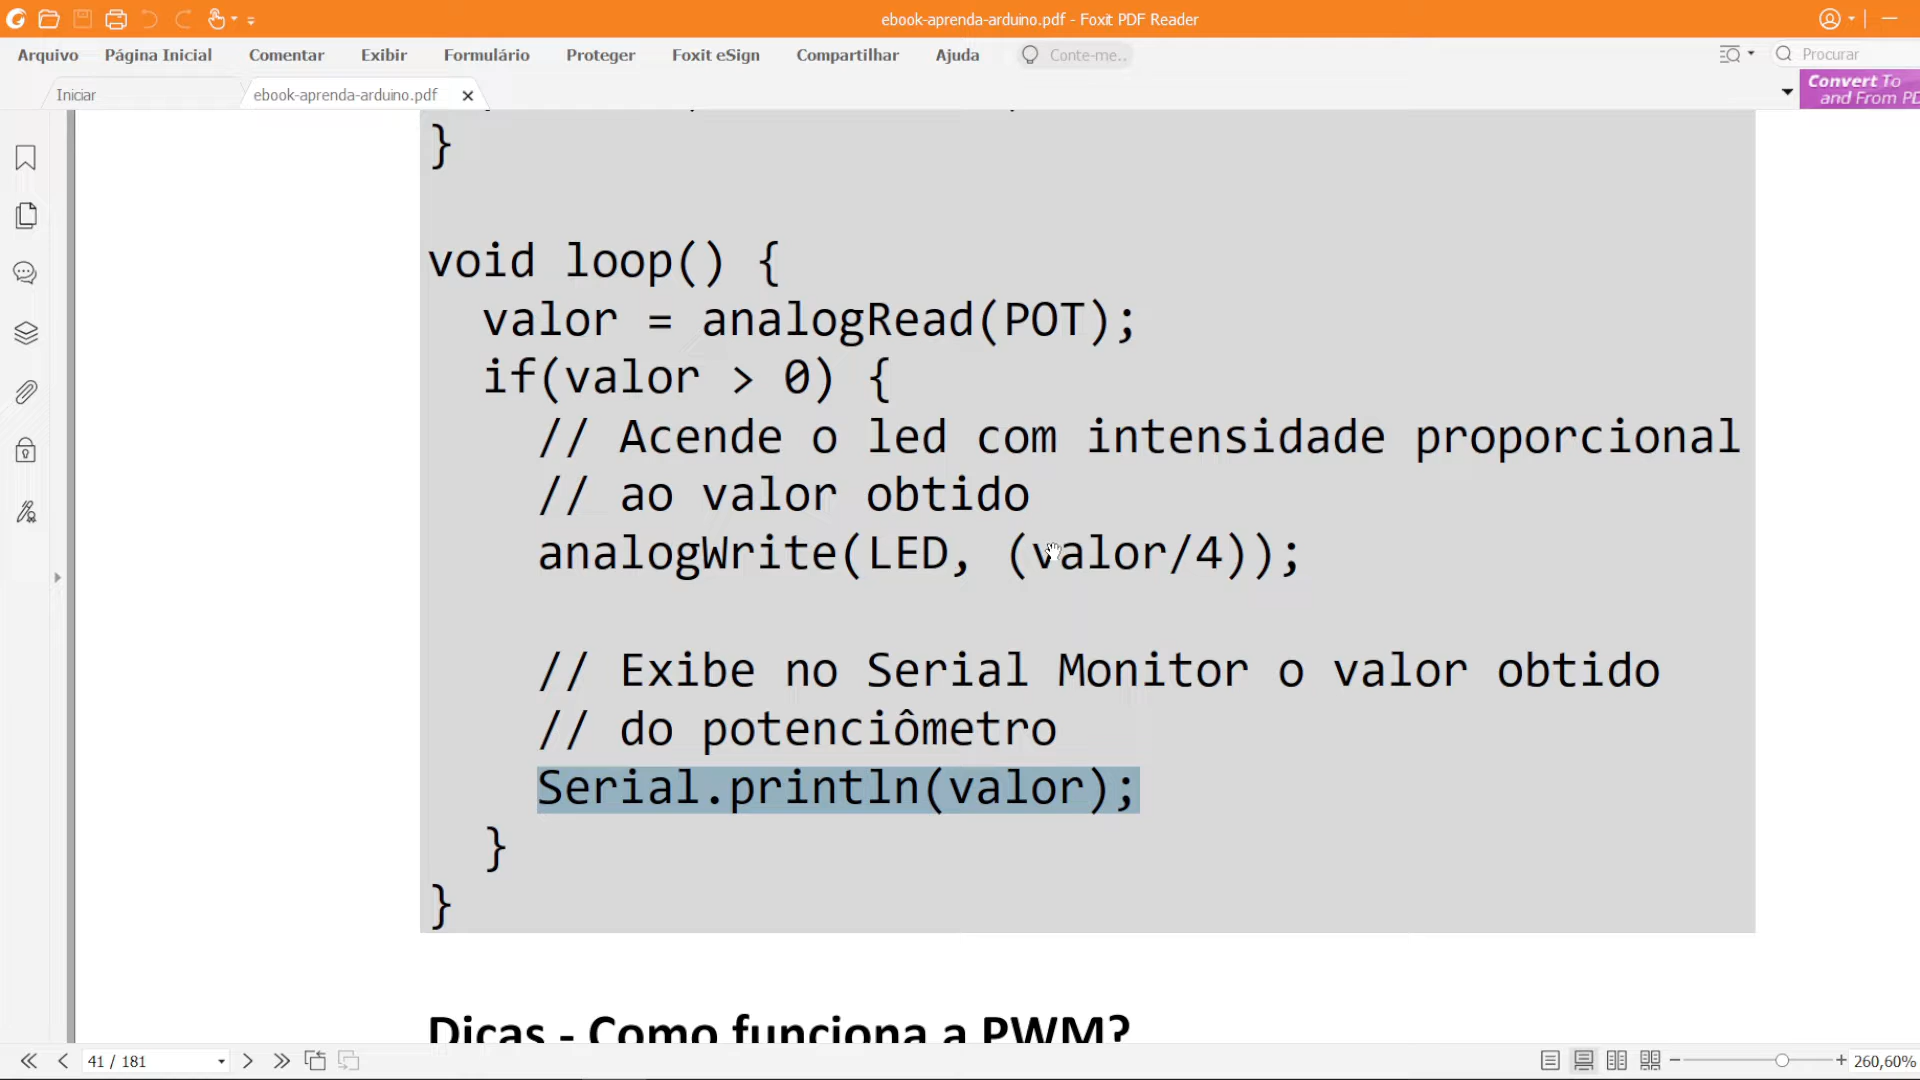 ebook-aprenda-arduino.pdf - Foxit PDF Reader
Arquivo Página Inicial Comentar Exibir Formulário Proteger Foxit eSign Compartilhar Ajuda Conte-me.. Procurar
Iniciar ebook-aprenda-arduino.pdf
Convert To
and From PD
}
void loop() {
valor = analogRead(POT);
if(valor > 0) {
// Acende o led com intensidade proporcional
// ao valor obtido
analogWrite(LED, (valor/4));
// Exibe no Serial Monitor o valor obtido
// do potenciômetro
Serial.println(valor);
}
}
Dicas - Como funciona a PWM?
41 / 181
260,60%